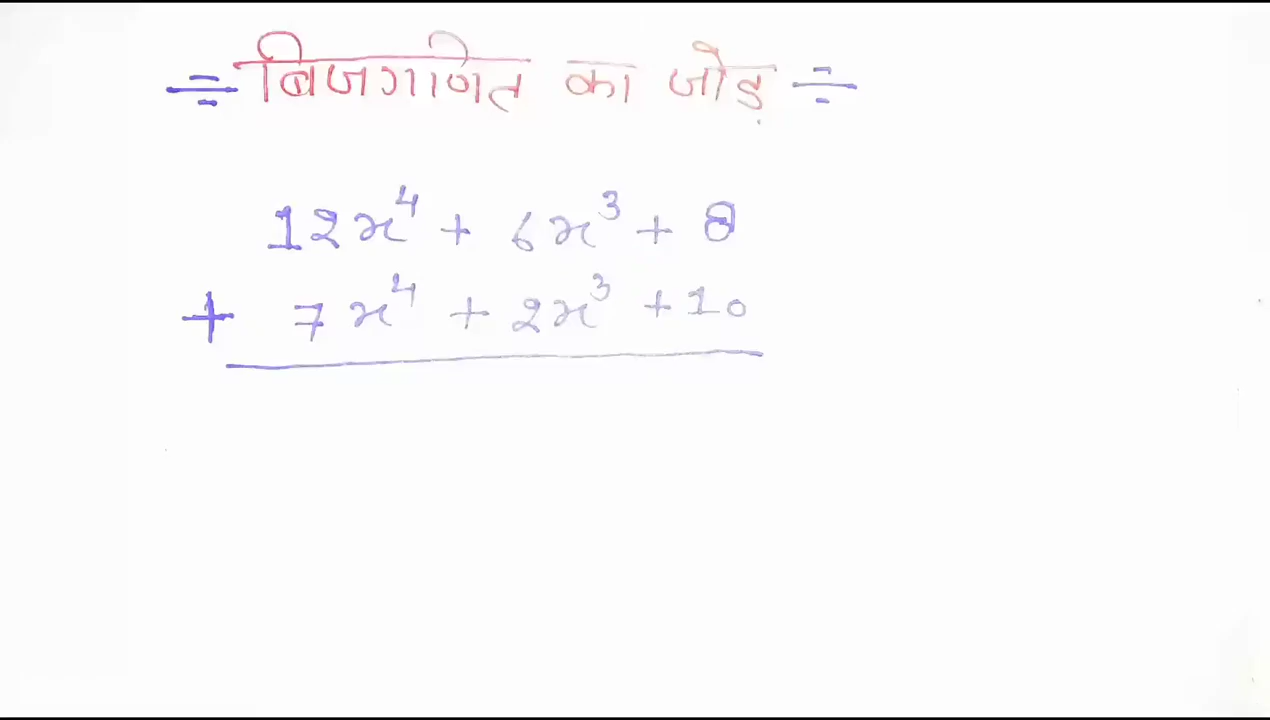 ÷ बिजगणित का जोड़ ÷
12x⁴ + 6x³ + 8
+ 7x⁴ + 2x³ + 10